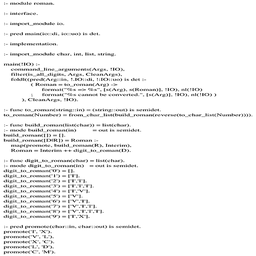 :- module roman.
:- interface.
:- import_module io.
:- pred main(io::di, io::uo) is det.
:- implementation.
:- import_module char, int, list, string.
main(!IO) :-
command_line_arguments(Args, !IO),
filter(is_all_digits, Args, CleanArgs),
foldl((pred(Arg::in, !.IO::di, !:IO::uo) is det :-
( Roman = to_roman(Arg) ->
format("%s => %s", [s(Arg), s(Roman)], !IO), nl(!IO)
; format("%s cannot be converted.", [s(Arg)], !IO), nl(!IO) )
), CleanArgs, !IO).
:- func to_roman(string::in) = (string::out) is semidet.
to_roman(Number) = from_char_list(build_roman(reverse(to_char_list(Number)))).
:- func build_roman(list(char)) = list(char).
:- mode build_roman(in) = out is semidet.
build_roman([]) = [].
build_roman([D|R]) = Roman :-
map(promote, build_roman(R), Interim),
Roman = Interim ++ digit_to_roman(D).
:- func digit_to_roman(char) = list(char).
:- mode digit_to_roman(in) = out is semidet.
digit_to_roman('0') = [].
digit_to_roman('1') = ['I'].
digit_to_roman('2') = ['I','I'].
digit_to_roman('3') = ['I','I','I'].
digit_to_roman('4') = ['I','V'].
digit_to_roman('5') = ['V'].
digit_to_roman('6') = ['V','I'].
digit_to_roman('7') = ['V','I','I'].
digit_to_roman('8') = ['V','I','I','I'].
digit_to_roman('9') = ['I','X'].
:- pred promote(char::in, char::out) is semidet.
promote('I', 'X').
promote('V', 'L').
promote('X', 'C').
promote('L', 'D').
promote('C', 'M').